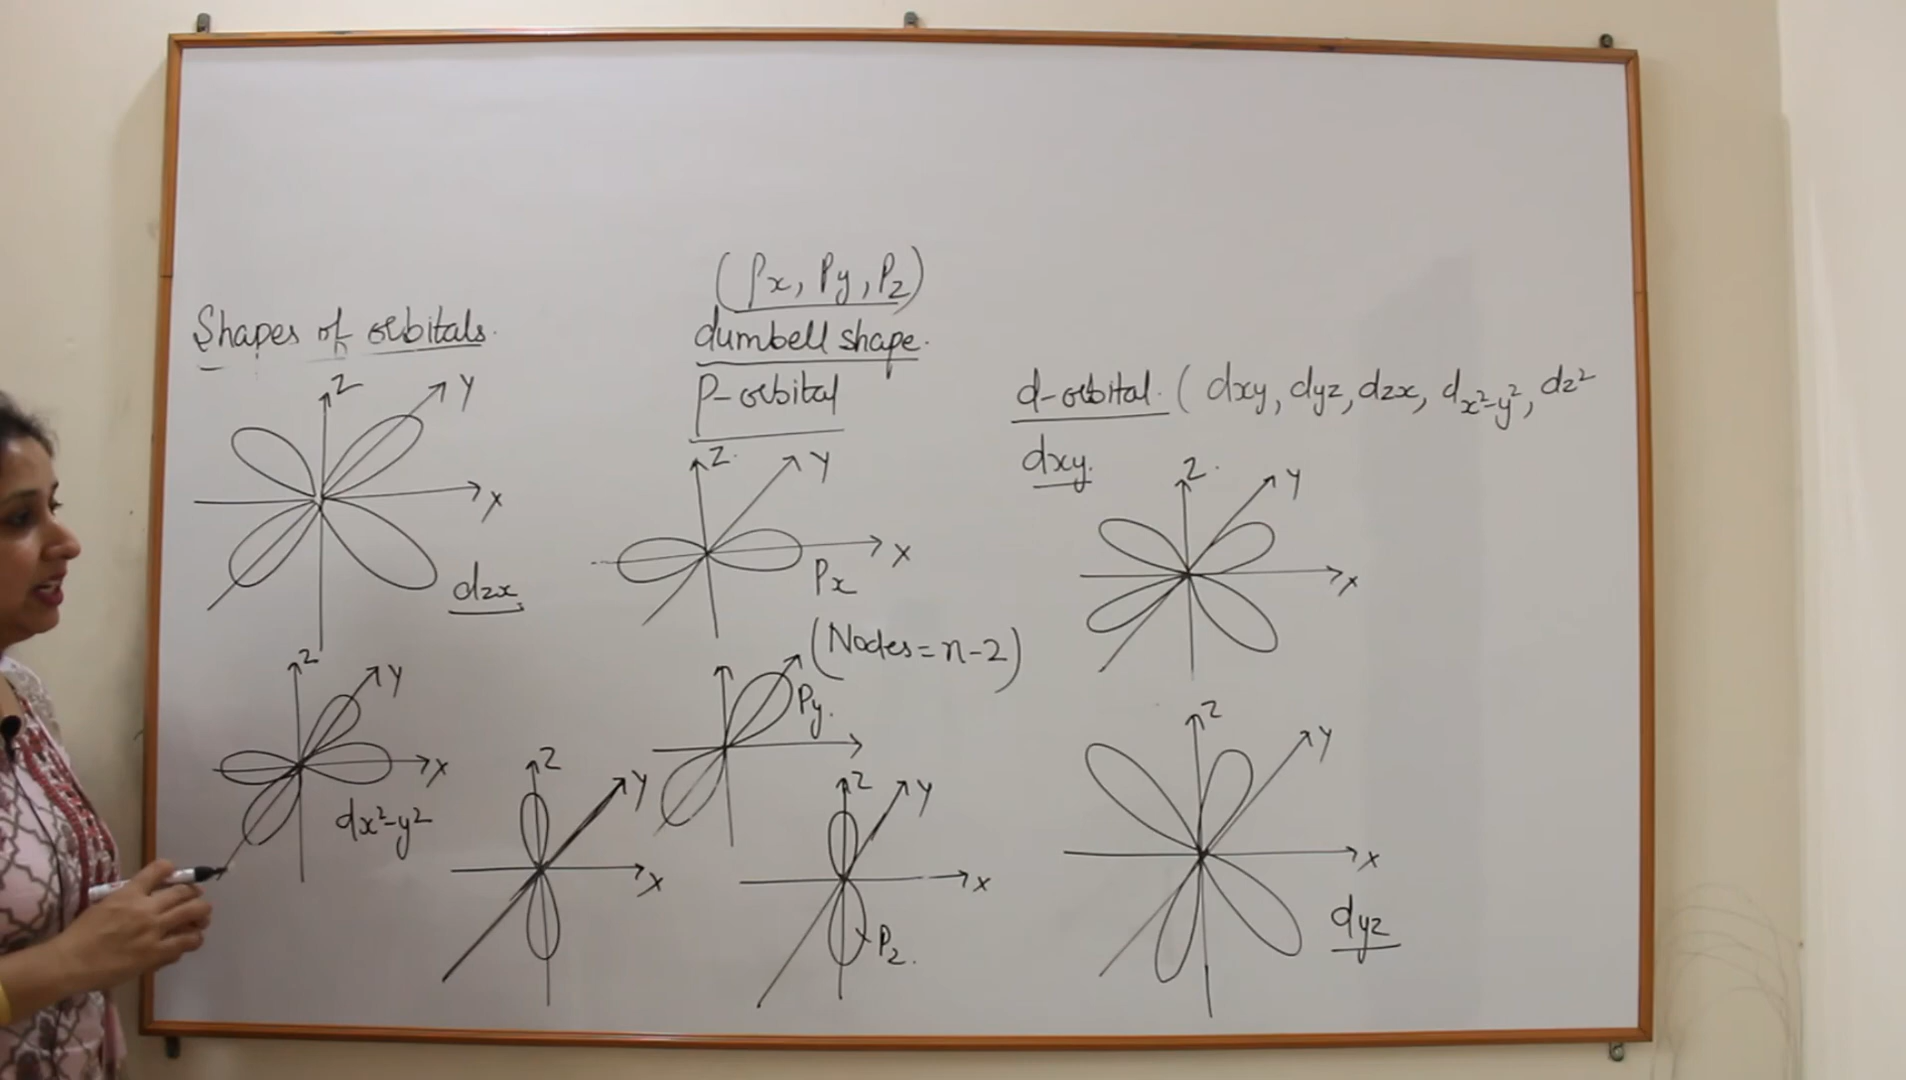 Shapes of orbitals.
Z
Y
X
dzx
Z
Y
X
dx²-y²
Z
Y
X
(Px, Py, Pz)
dumbell shape.
P-orbital
Z
Y
X
Px
(Nodes = n-2)
Py.
Z
Y
X
Pz.
d-orbital. (dxy, dyz, dzx, dx²-y², dz²
dxy.
Z
Y
X
Z
Y
X
dyz